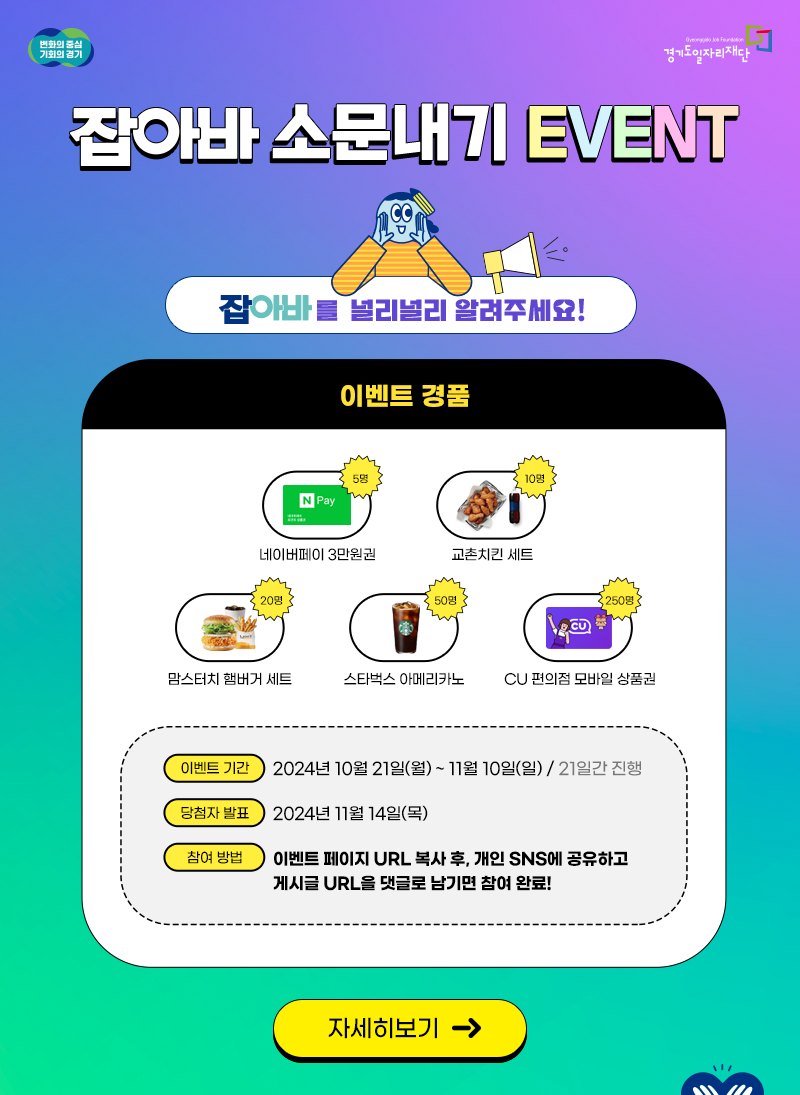 변화의 중심
기회의 경기
Gyeonggido Job Foundation
경기도일자리재단
잡아바 소문내기 EVENT
잡아바를 널리널리 알려주세요!
이벤트 경품
5명
N Pay
네이버페이 3만원권
10명
교촌치킨 세트
20명
맘스터치 햄버거 세트
50명
스타벅스 아메리카노
250명
CU
CU 편의점 모바일 상품권
이벤트 기간 2024년 10월 21일(월) ~ 11월 10일(일) / 21일간 진행
당첨자 발표 2024년 11월 14일(목)
참여 방법 이벤트 페이지 URL 복사 후, 개인 SNS에 공유하고
게시글 URL을 댓글로 남기면 참여 완료!
자세히보기